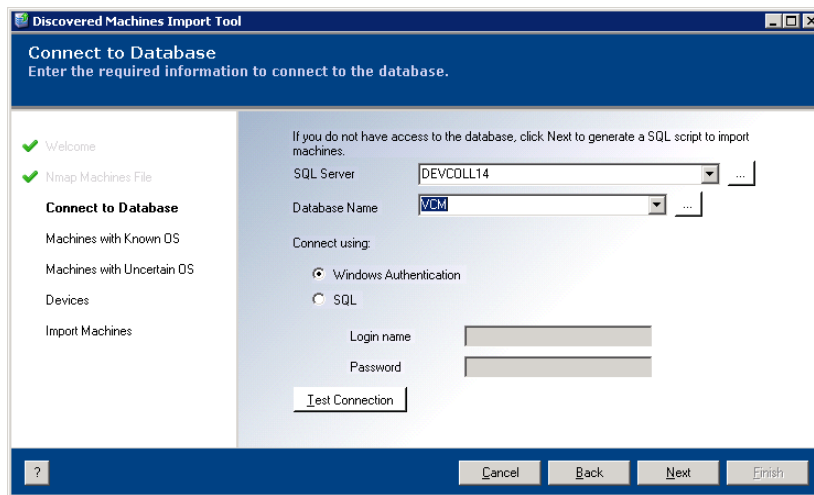 Discovered Machines Import Tool
Connect to Database
Enter the required information to connect to the database.
Welcome
Nmap Machines File
Connect to Database
Machines with Known OS
Machines with Uncertain OS
Devices
Import Machines
If you do not have access to the database, click Next to generate a SQL script to import
machines.
SQL Server DEVCOLL14 ...
Database Name VCM ...
Connect using:
Windows Authentication
SQL
Login name
Password
Test Connection
? Cancel Back Next Finish